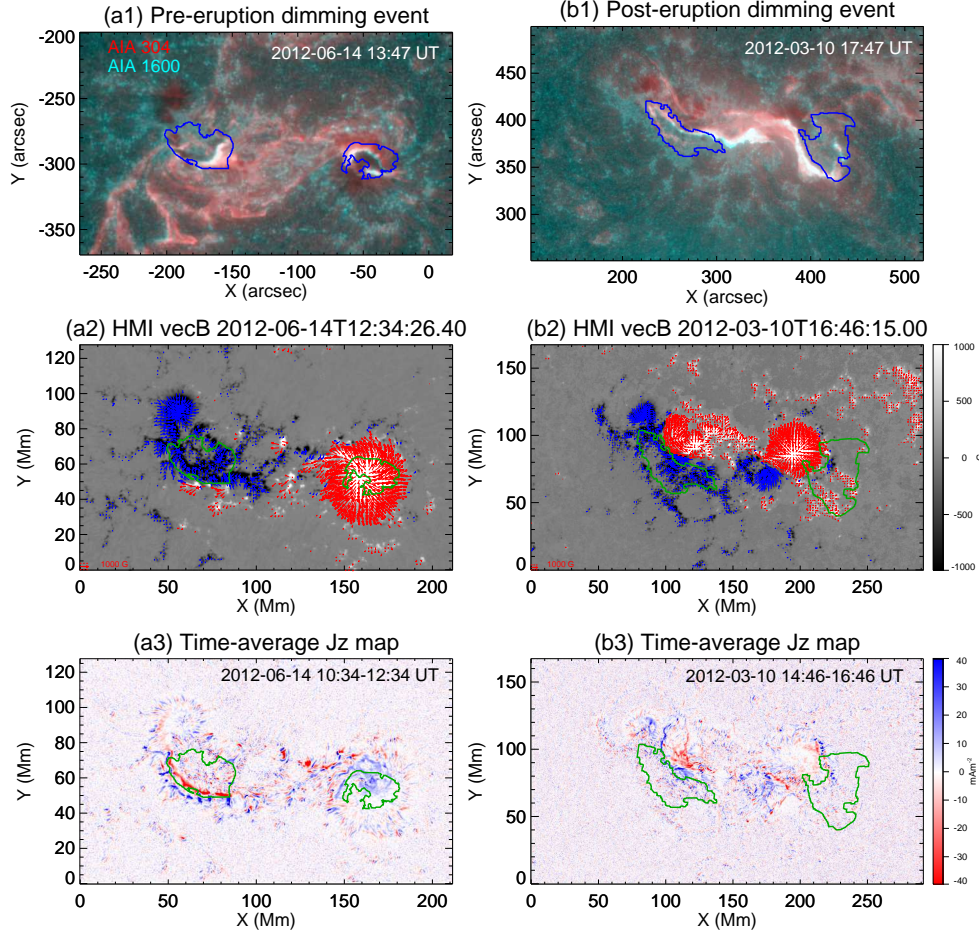 (a1) Pre-eruption dimming event
AIA 304
AIA 1600
2012-06-14 13:47 UT
-200
-250
-300
-350
Y (arcsec)
-250 -200 -150 -100 -50 0
X (arcsec)
(b1) Post-eruption dimming event
2012-03-10 17:47 UT
450
400
350
300
Y (arcsec)
200 300 400 500
X (arcsec)
(a2) HMI vecB 2012-06-14T12:34:26.40
120
100
80
60
40
20
0
Y (Mm)
1000 G
0 50 100 150 200
X (Mm)
(b2) HMI vecB 2012-03-10T16:46:15.00
150
100
50
0
Y (Mm)
1000 G
0 50 100 150 200 250
X (Mm)
1000
500
0
-500
-1000
G
(a3) Time-average Jz map
2012-06-14 10:34-12:34 UT
120
100
80
60
40
20
0
Y (Mm)
0 50 100 150 200
X (Mm)
(b3) Time-average Jz map
2012-03-10 14:46-16:46 UT
150
100
50
0
Y (Mm)
0 50 100 150 200 250
X (Mm)
40
30
20
10
0
-10
-20
-30
-40
mAm⁻²